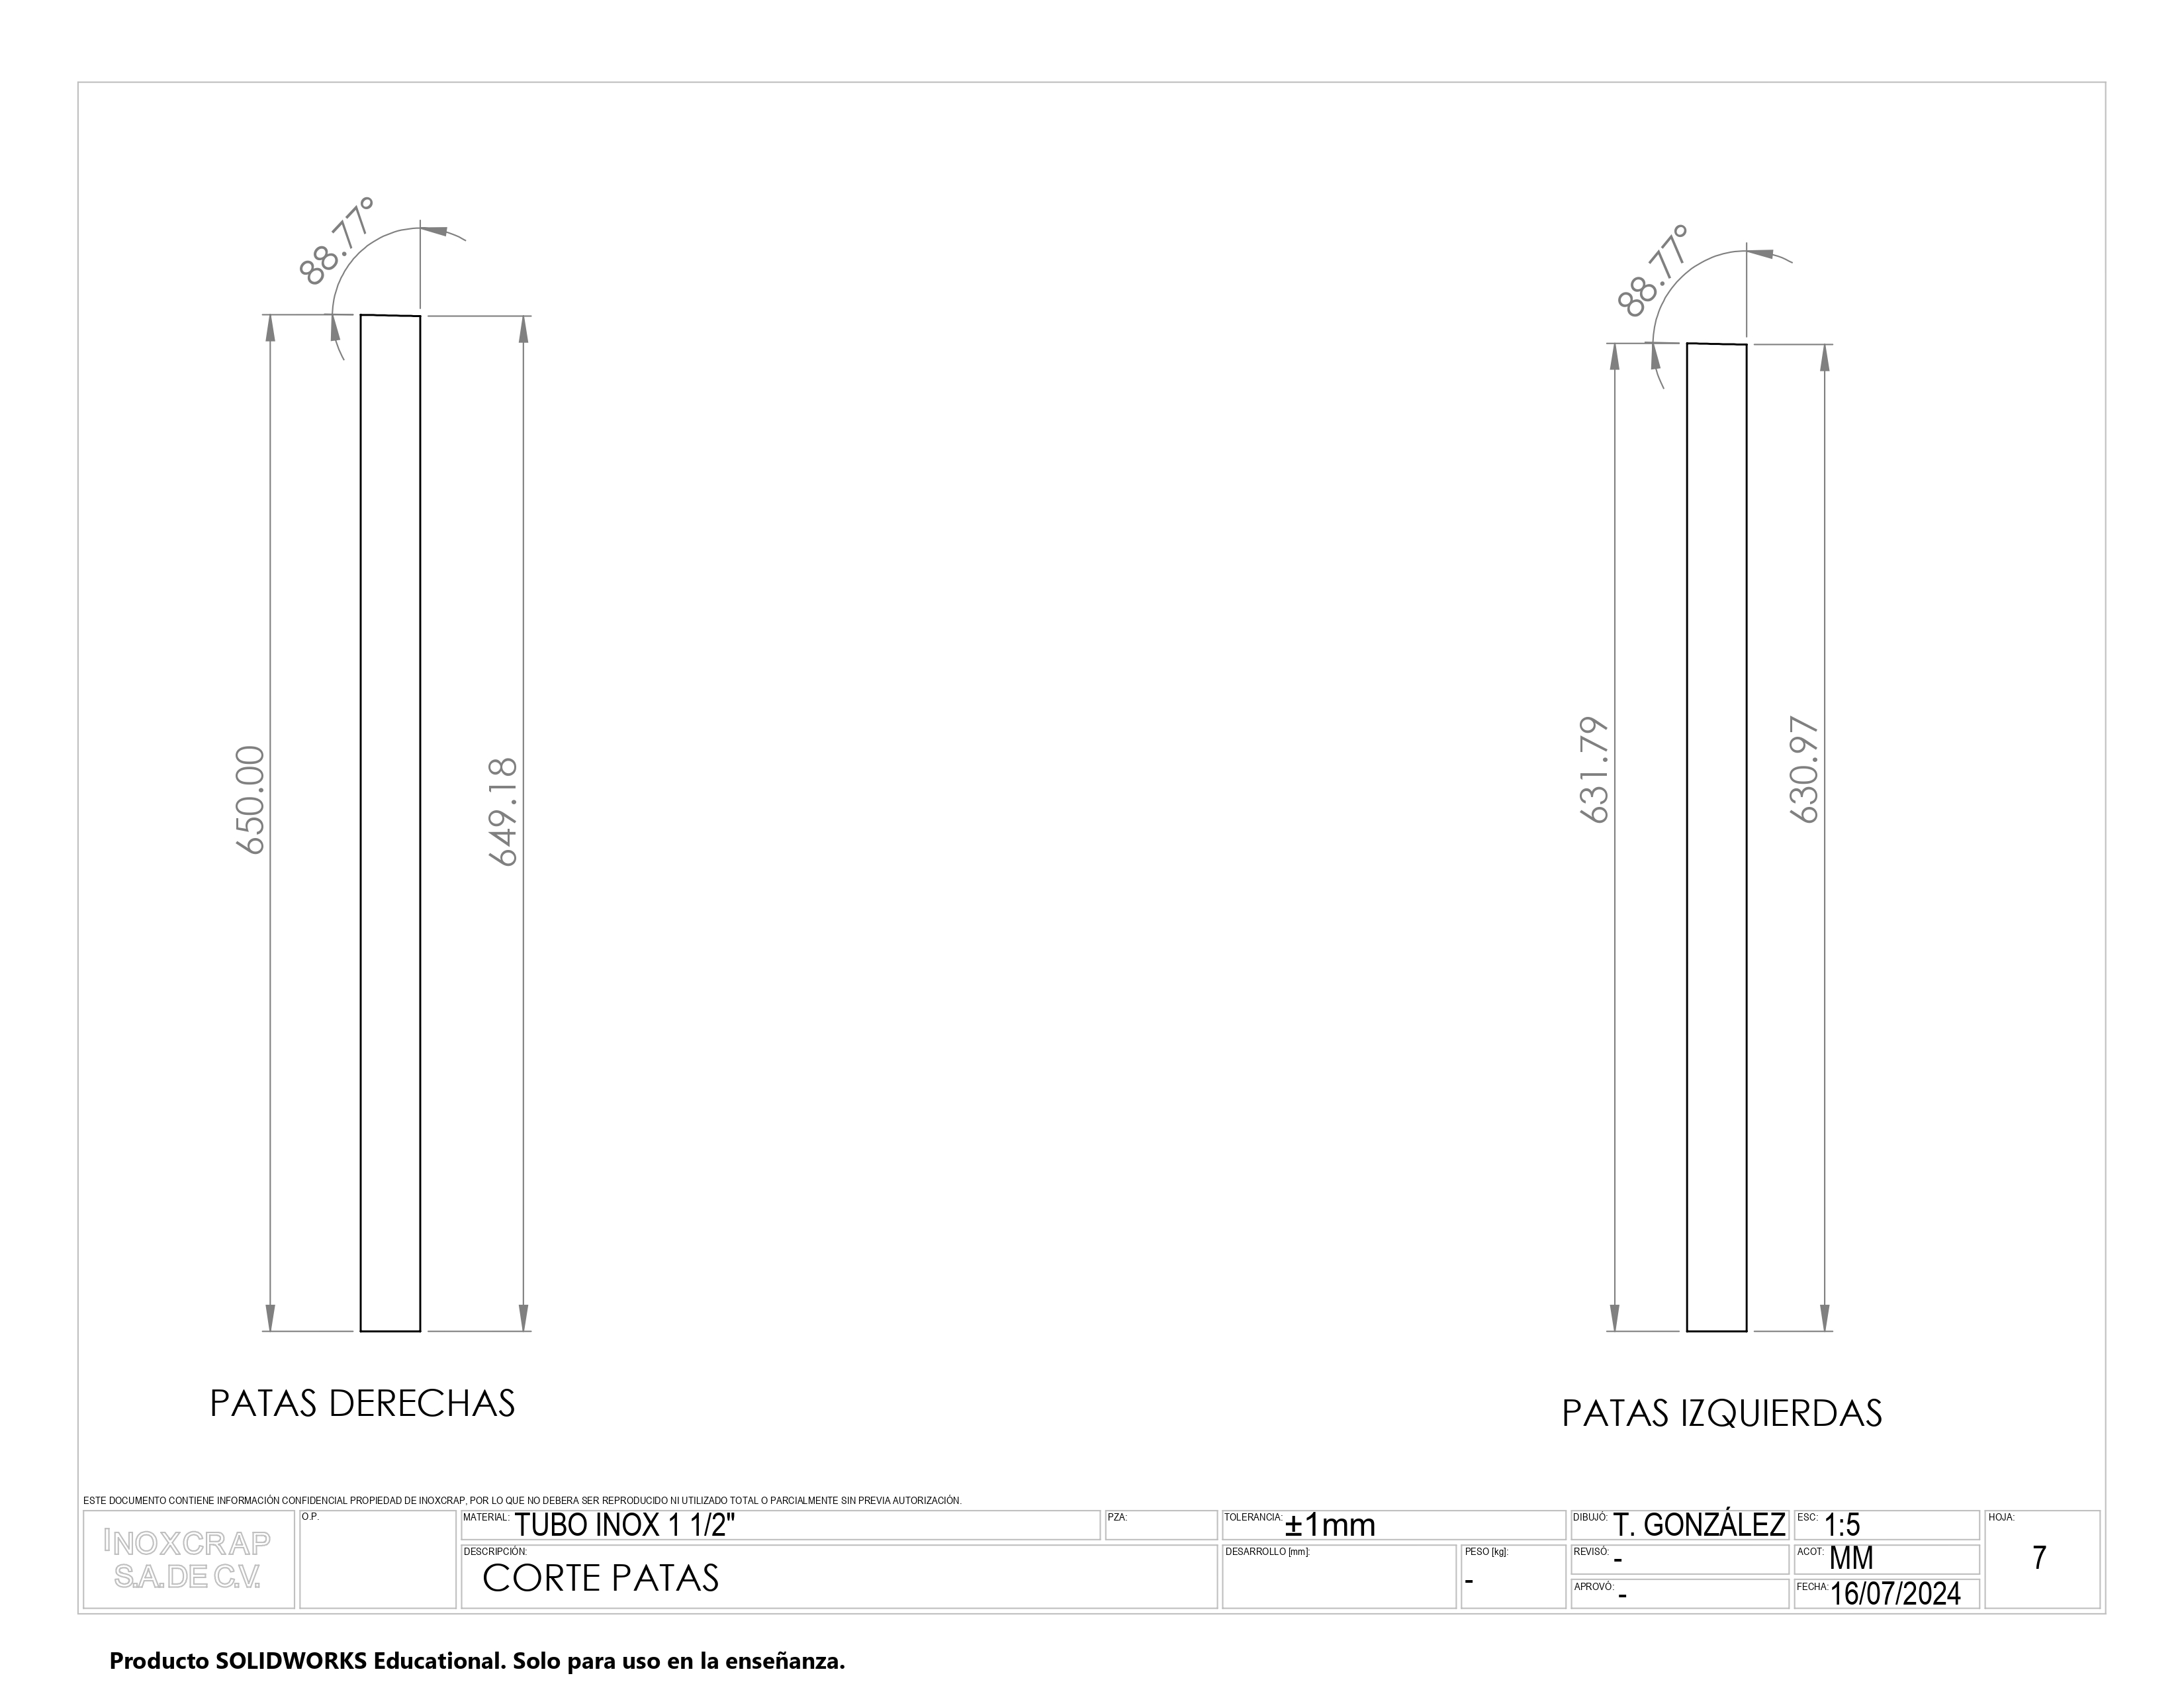 88.77°
88.77°
650.00
649.18
631.79
630.97
PATAS DERECHAS
PATAS IZQUIERDAS
ESTE DOCUMENTO CONTIENE INFORMACIÓN CONFIDENCIAL PROPIEDAD DE INOXCRAP, POR LO QUE NO DEBERA SER REPRODUCIDO NI UTILIZADO TOTAL O PARCIALMENTE SIN PREVIA AUTORIZACIÓN.
INOXCRAP
S.A. DE C.V.
O.P.
MATERIAL: TUBO INOX 1 1/2"
PZA:
TOLERANCIA: ±1mm
DIBUJÓ: T. GONZÁLEZ
ESC: 1:5
HOJA:
7
DESCRIPCIÓN:
CORTE PATAS
DESARROLLO [mm]:
PESO [kg]:
-
REVISÓ: -
ACOT: MM
APROVÓ: -
FECHA: 16/07/2024
Producto SOLIDWORKS Educational. Solo para uso en la enseñanza.